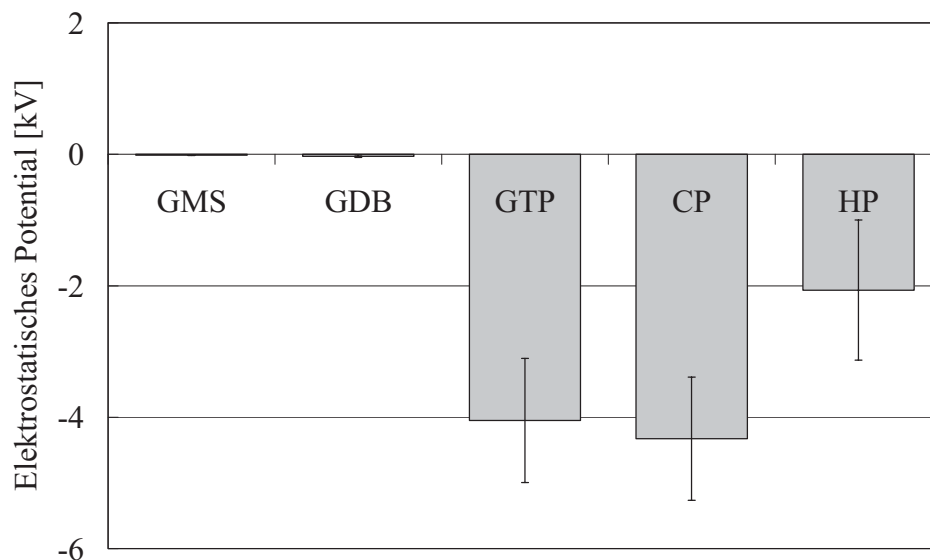 Elektrostatisches Potential [kV]
2
0
-2
-4
-6
GMS GDB GTP CP HP